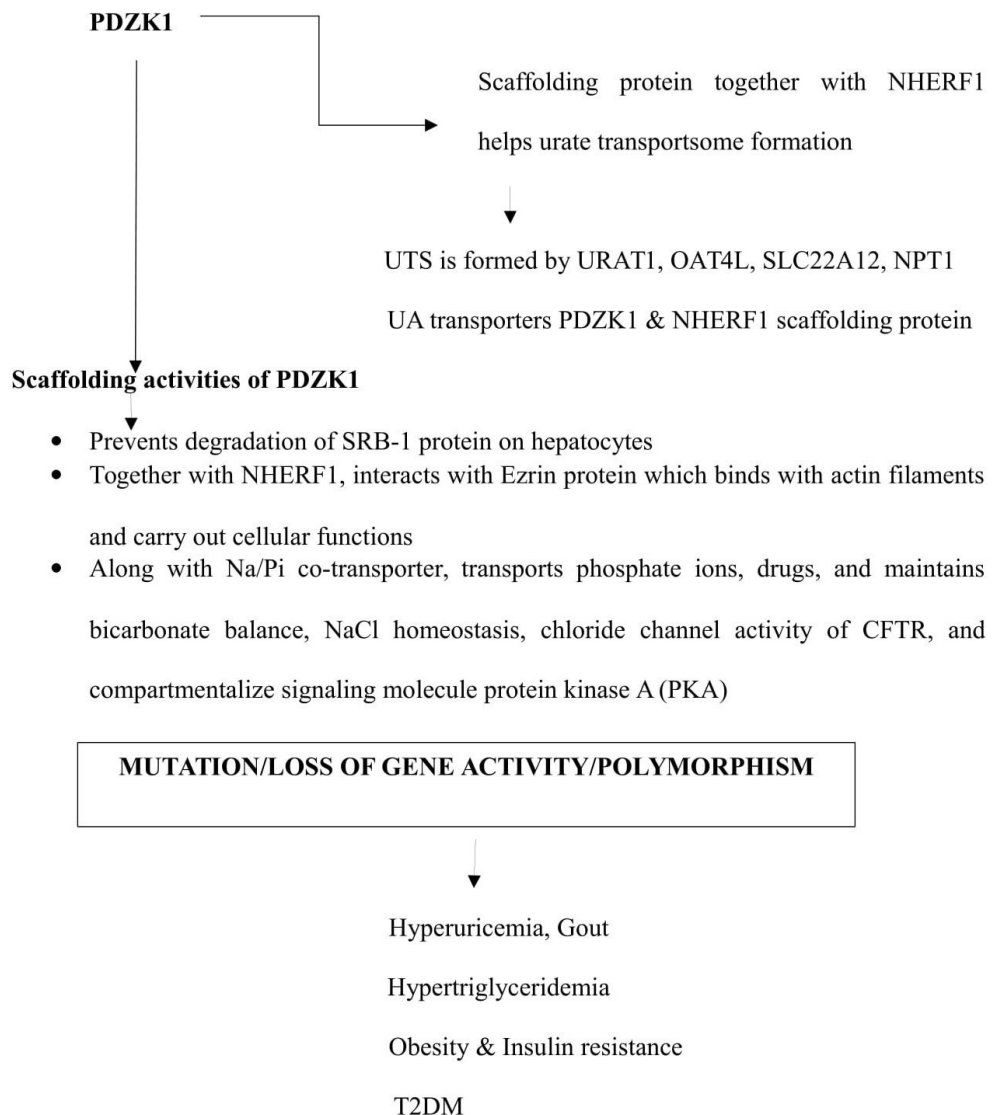 PDZK1
Scaffolding protein together with NHERF1
helps urate transportsome formation
UTS is formed by URAT1, OAT4L, SLC22A12, NPT1
UA transporters PDZK1 & NHERF1 scaffolding protein
Scaffolding activities of PDZK1
• Prevents degradation of SRB-1 protein on hepatocytes
• Together with NHERF1, interacts with Ezrin protein which binds with actin filaments
and carry out cellular functions
• Along with Na/Pi co-transporter, transports phosphate ions, drugs, and maintains
bicarbonate balance, NaCl homeostasis, chloride channel activity of CFTR, and
compartmentalize signaling molecule protein kinase A (PKA)
MUTATION/LOSS OF GENE ACTIVITY/POLYMORPHISM
Hyperuricemia, Gout
Hypertriglyceridemia
Obesity & Insulin resistance
T2DM